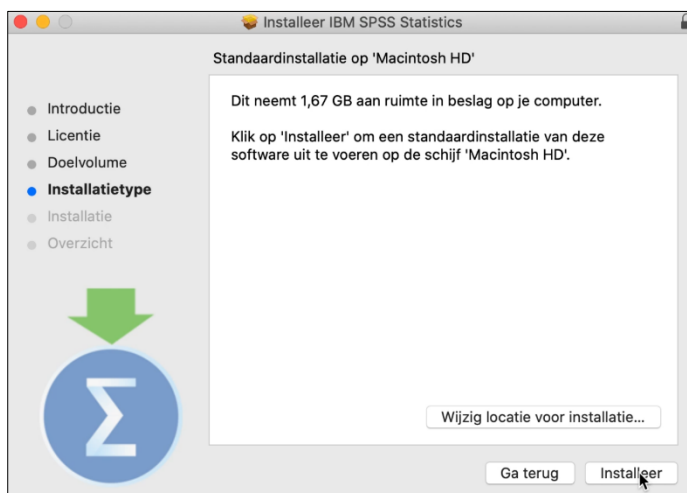 Installeer IBM SPSS Statistics
Standaardinstallatie op 'Macintosh HD'
Introductie
Licentie
Doelvolume
Installatietype
Installatie
Overzicht
Dit neemt 1,67 GB aan ruimte in beslag op je computer.
Klik op 'Installeer' om een standaardinstallatie van deze
software uit te voeren op de schijf 'Macintosh HD'.
Σ
Wijzig locatie voor installatie...
Ga terug
Installeer